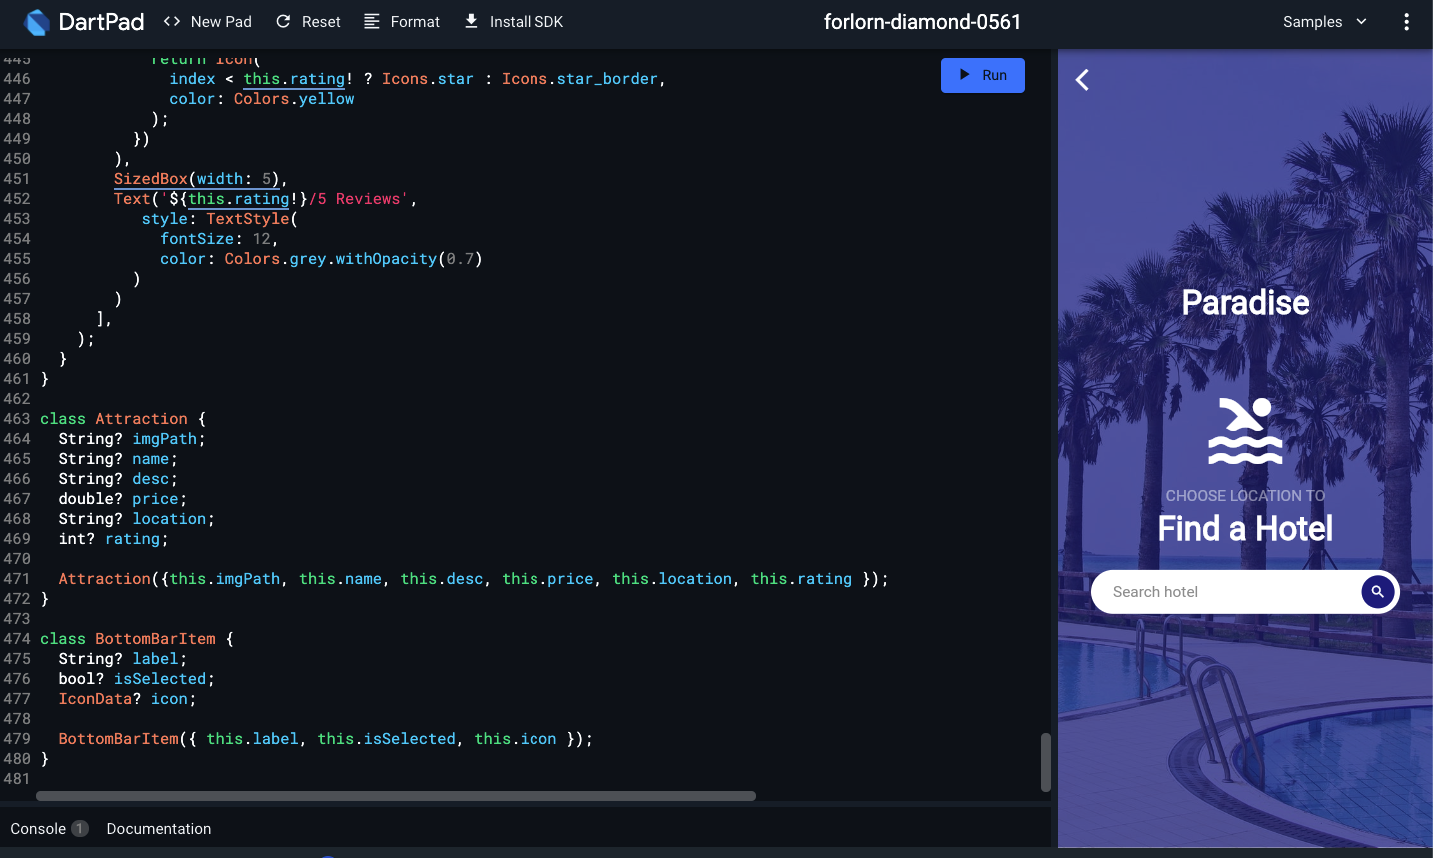 DartPad
New Pad
Reset
Format
Install SDK
forlorn-diamond-0561
Samples
445 return Icon(
446 index < this.rating! ? Icons.star : Icons.star_border,
447 color: Colors.yellow
448 );
449 })
450 ),
451 SizedBox(width: 5),
452 Text('${this.rating!}/5 Reviews',
453 style: TextStyle(
454 fontSize: 12,
455 color: Colors.grey.withOpacity(0.7)
456 )
457 )
458 ],
459 );
460 }
461 }
462
463 class Attraction {
464 String? imgPath;
465 String? name;
466 String? desc;
467 double? price;
468 String? location;
469 int? rating;
470
471 Attraction({this.imgPath, this.name, this.desc, this.price, this.location, this.rating });
472 }
473
474 class BottomBarItem {
475 String? label;
476 bool? isSelected;
477 IconData? icon;
478
479 BottomBarItem({ this.label, this.isSelected, this.icon });
480 }
481
Run
Console 1
Documentation
Paradise
CHOOSE LOCATION TO
Find a Hotel
Search hotel